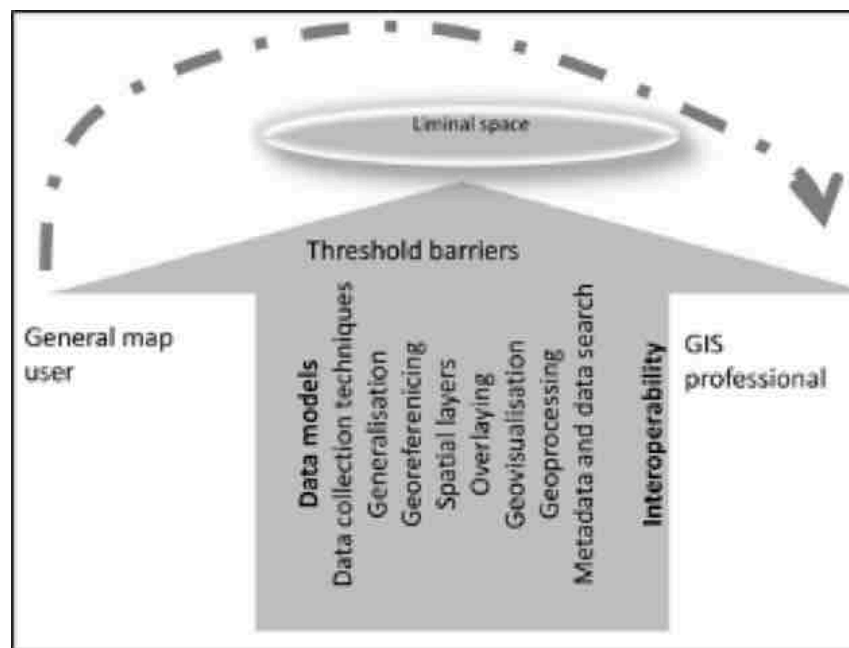 Liminal space
Threshold barriers
General map
user
Data models
Data collection techniques
Generalisation
Georeferenicing
Spatial layers
Overlaying
Geovisualisation
Geoprocessing
Metadata and data search
Interoperability
GIS
professional